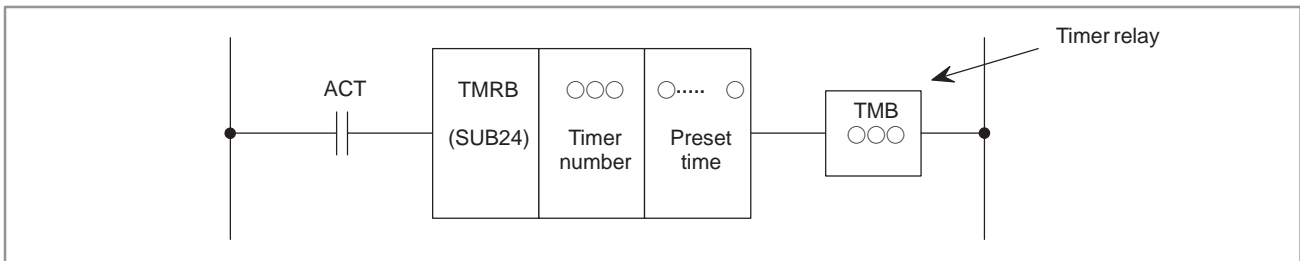 Timer relay
ACT
TMRB
(SUB24)
○○○
Timer
number
○..... ○
Preset
time
TMB
○○○